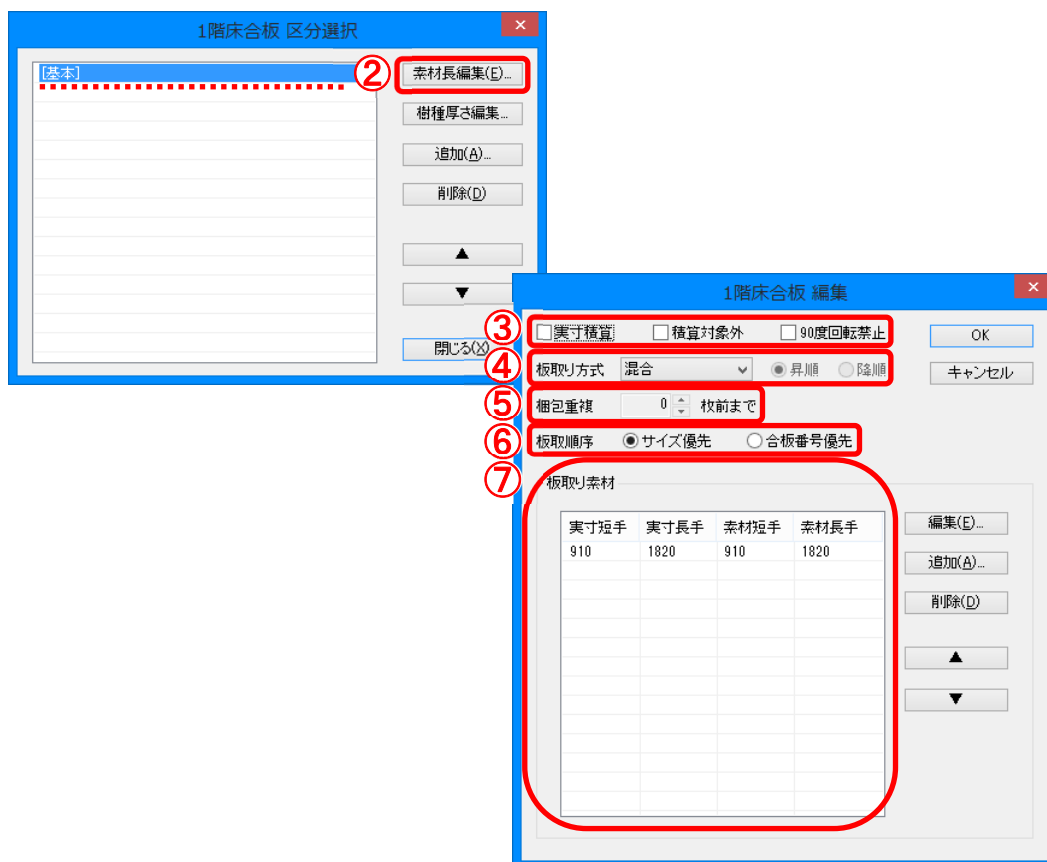 1階床合板 区分選択
×
[基本]
② 素材長編集(E)...
樹種厚さ編集...
追加(A)...
削除(D)
▲
▼
閉じる(X)
1階床合板 編集
×
③ 実寸積算 積算対象外 90度回転禁止
OK
④ 板取り方式 混合 昇順 降順
キャンセル
⑤ 梱包重複 0 枚前まで
⑥ 板取順序 サイズ優先 合板番号優先
⑦ 板取り素材
実寸短手 実寸長手 素材短手 素材長手
910 1820 910 1820
編集(E)...
追加(A)...
削除(D)
▲
▼